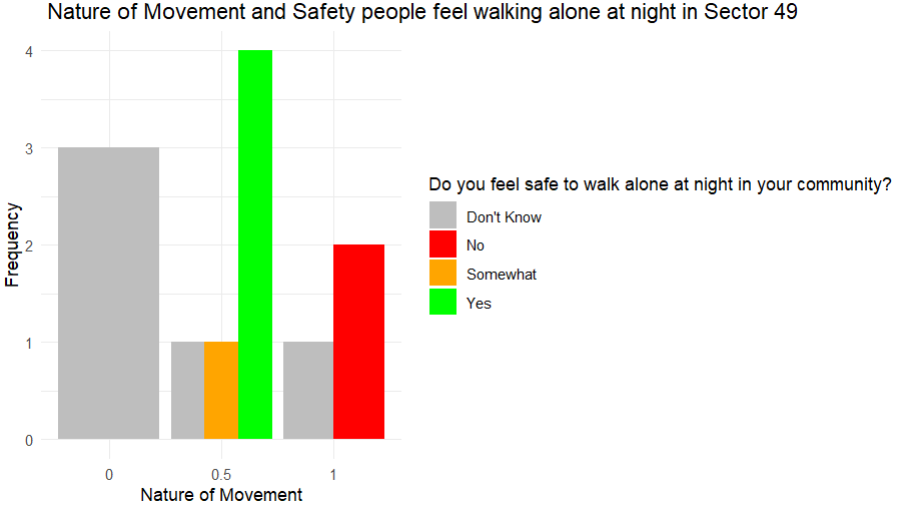 Nature of Movement and Safety people feel walking alone at night in Sector 49
4
3
2
1
0
Frequency
0 0.5 1
Nature of Movement
Do you feel safe to walk alone at night in your community?
Don't Know
No
Somewhat
Yes